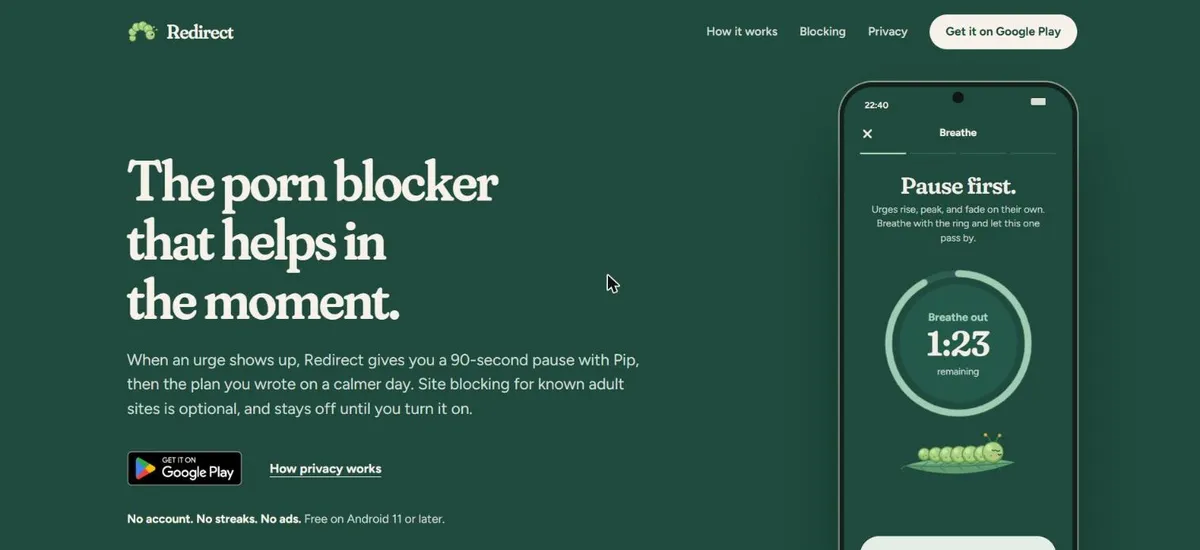 Redirect
How it works
Blocking
Privacy
Get it on Google Play
The porn blocker
that helps in
the moment.
When an urge shows up, Redirect gives you a 90-second pause with Pip,
then the plan you wrote on a calmer day. Site blocking for known adult
sites is optional, and stays off until you turn it on.
GET IT ON
Google Play
How privacy works
No account. No streaks. No ads. Free on Android 11 or later.
22:40
Breathe
Pause first.
Urges rise, peak, and fade on their own.
Breathe with the ring and let this one
pass by.
Breathe out
1:23
remaining